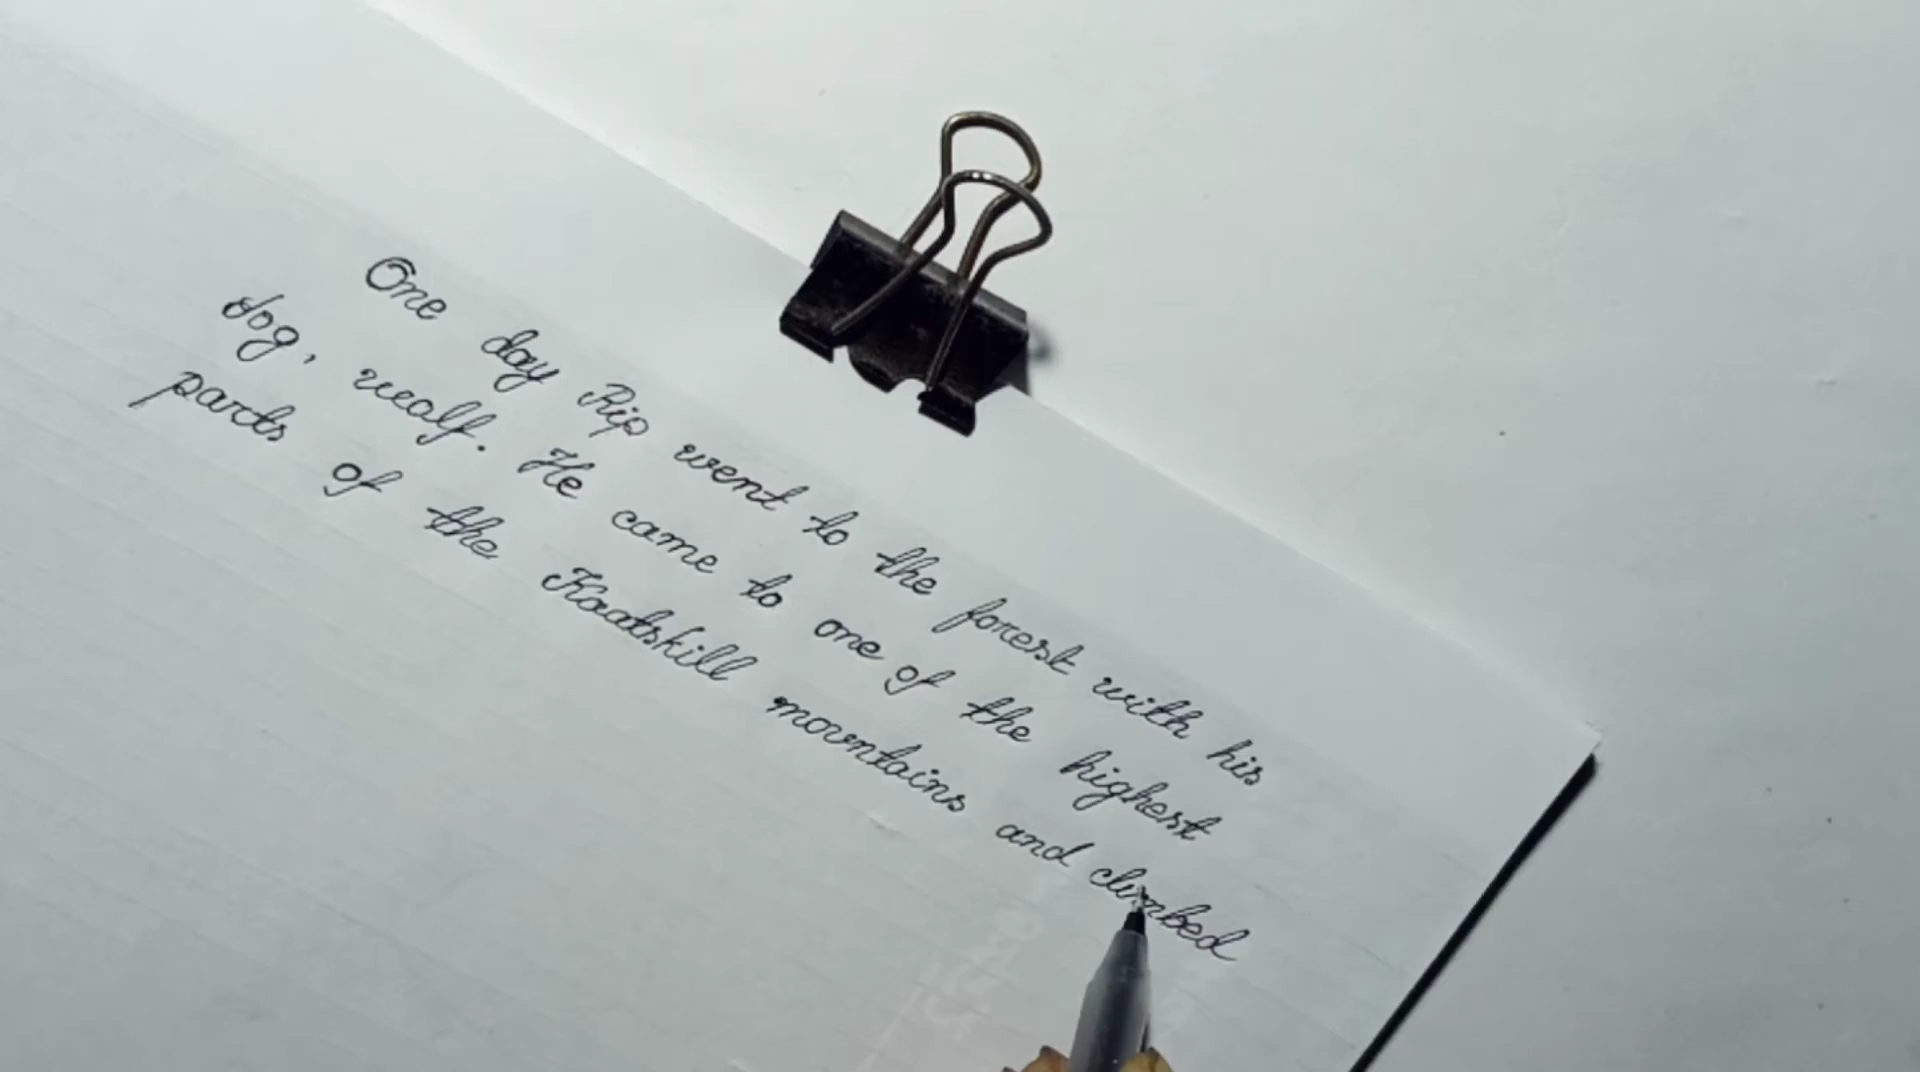 One day Rip went to the forest with his
dog, wolf. He came to one of the highest
parts of the Kaatskill mountains and climbed